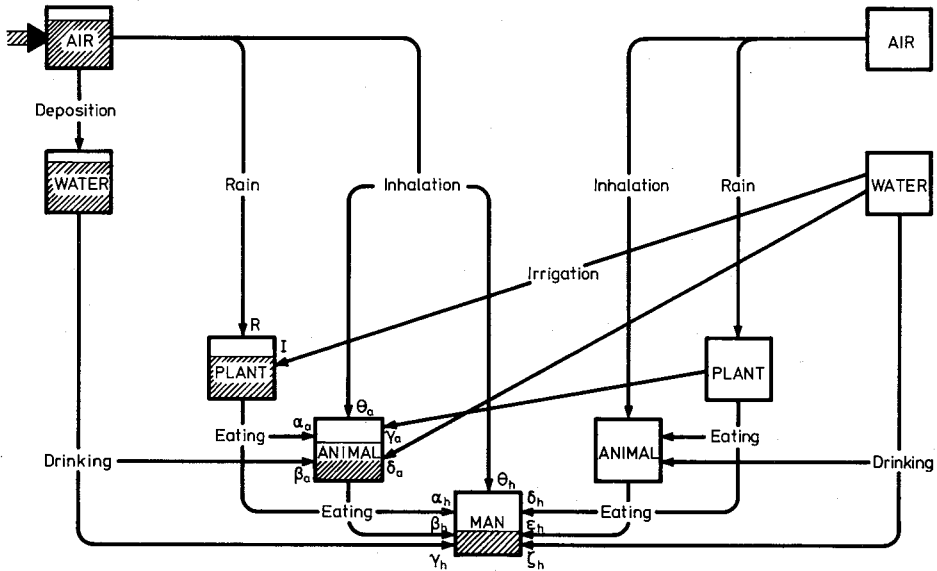 AIR
AIR
Deposition
WATER
Rain
Inhalation
Inhalation
Rain
WATER
Irrigation
R
I
PLANT
PLANT
θa
αa
γa
Eating
Eating
ANIMAL
ANIMAL
Drinking
Drinking
βa
δa
θh
αh
δh
Eating
Eating
MAN
βh
εh
γh
ζh